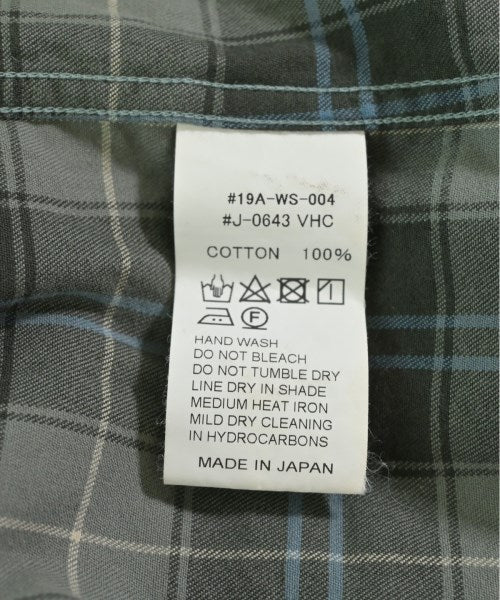 #19A-WS-004
#J-0643 VHC
COTTON 100%
F
HAND WASH
DO NOT BLEACH
DO NOT TUMBLE DRY
LINE DRY IN SHADE
MEDIUM HEAT IRON
MILD DRY CLEANING
IN HYDROCARBONS
MADE IN JAPAN